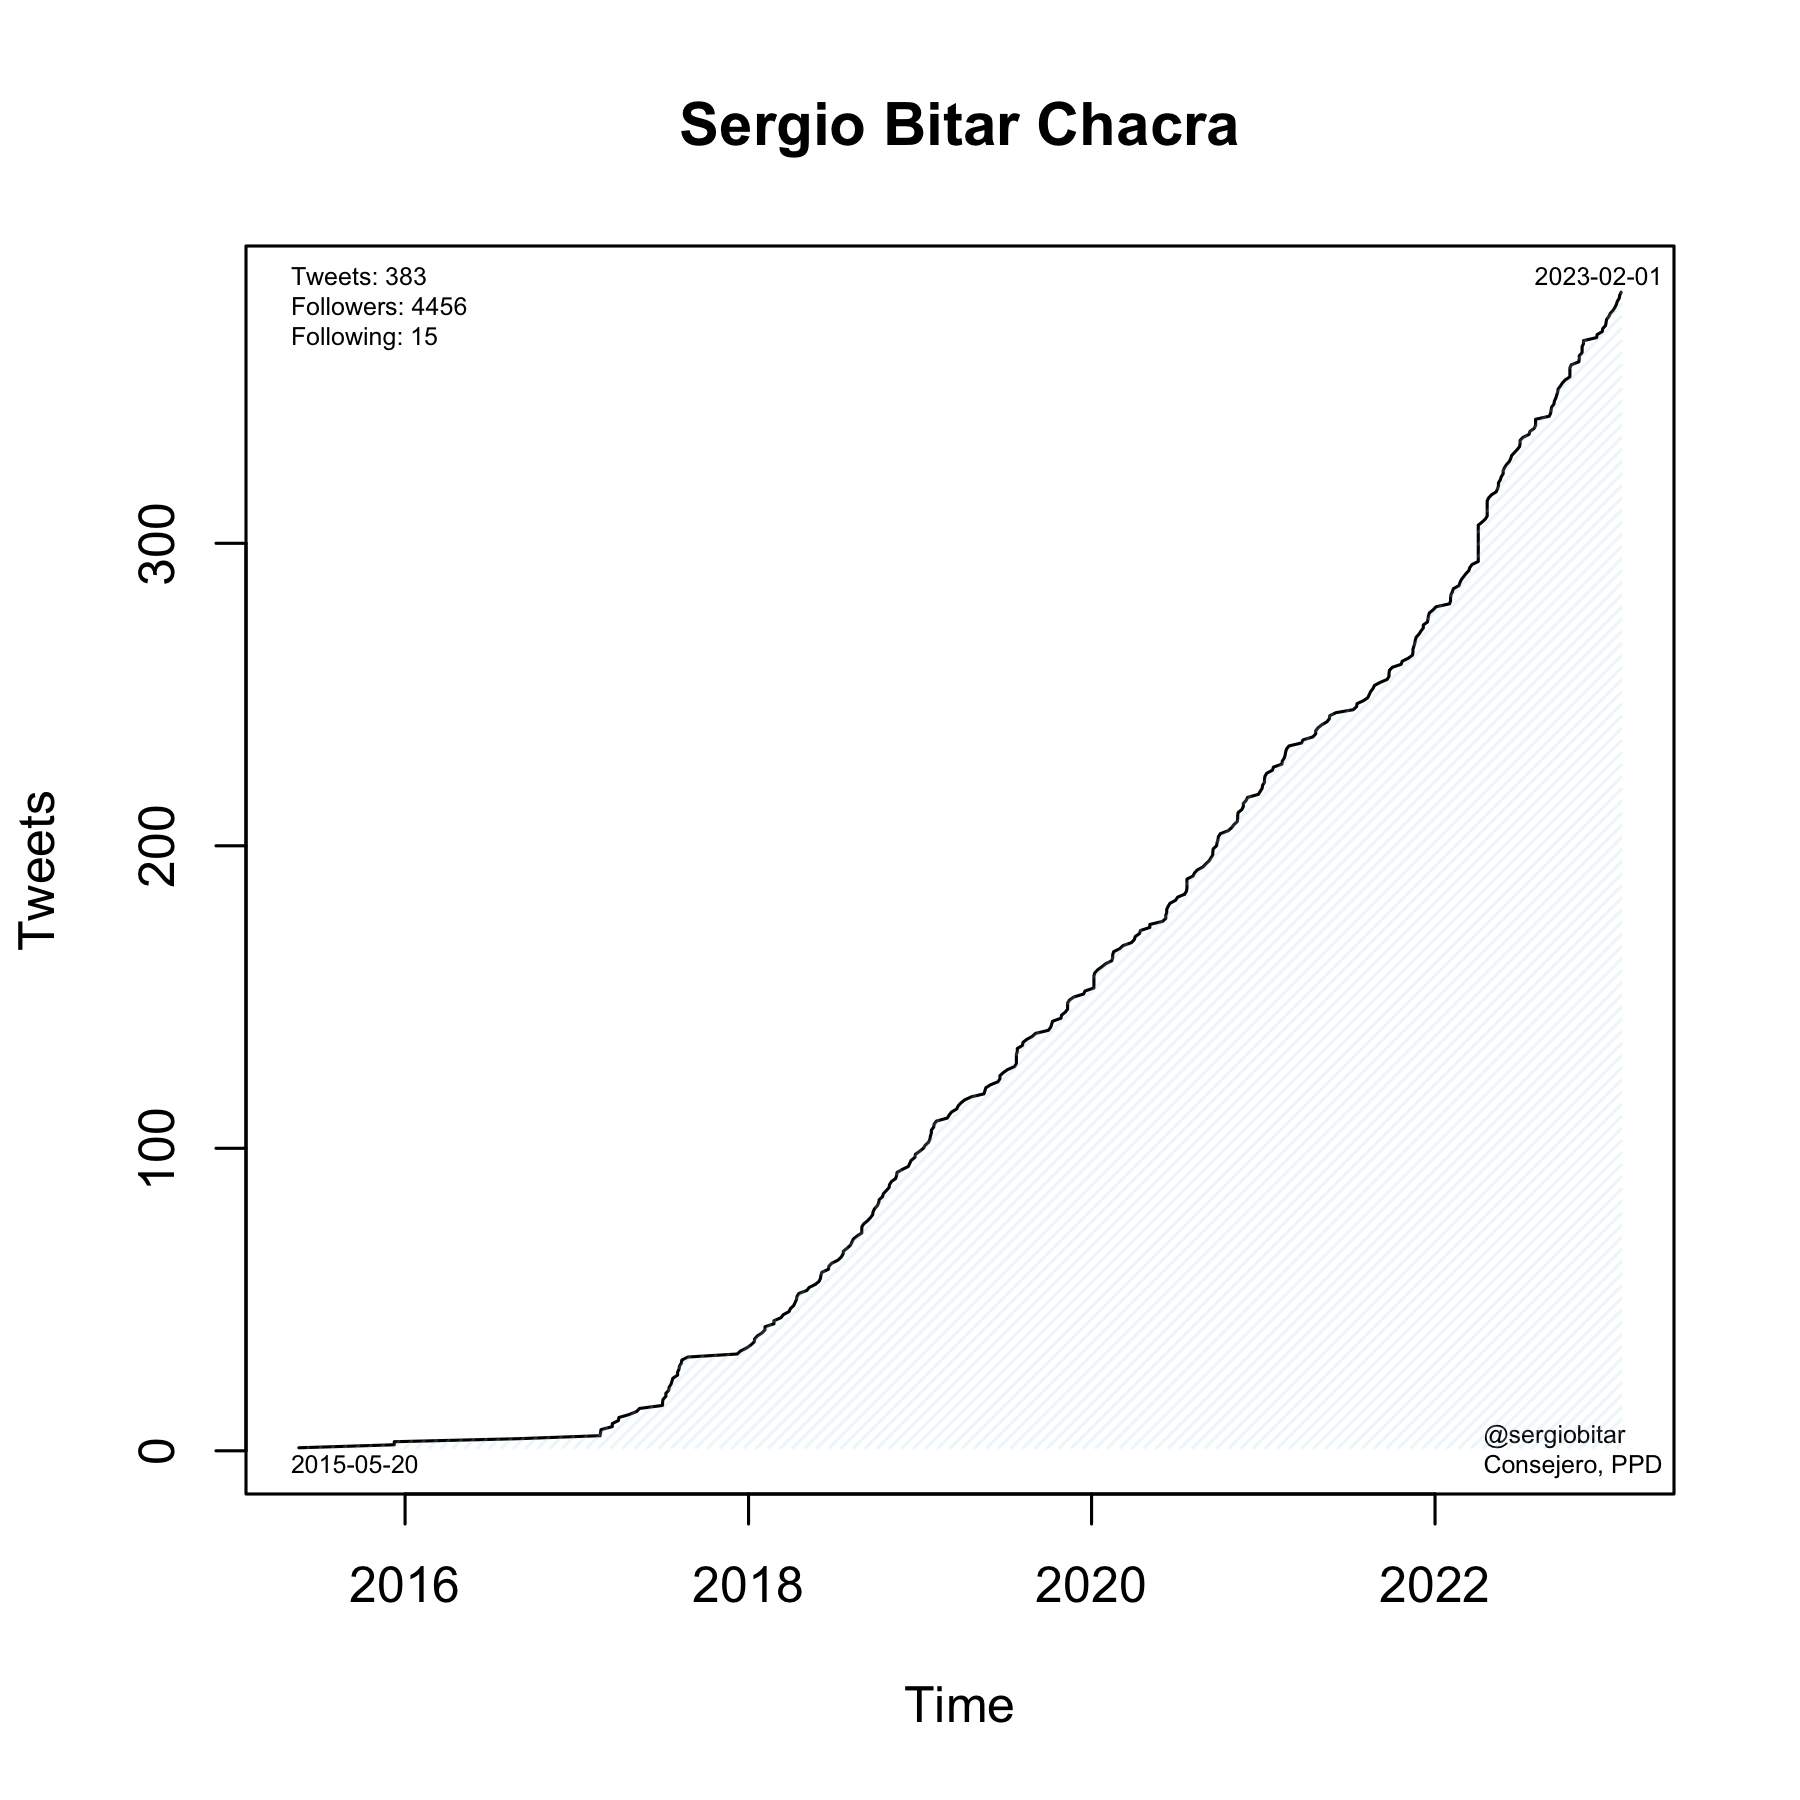 Sergio Bitar Chacra
Tweets: 383
Followers: 4456
Following: 15
2023-02-01
300
200
100
0
Tweets
@sergiobitar
Consejero, PPD
2015-05-20
2016
2018
2020
2022
Time